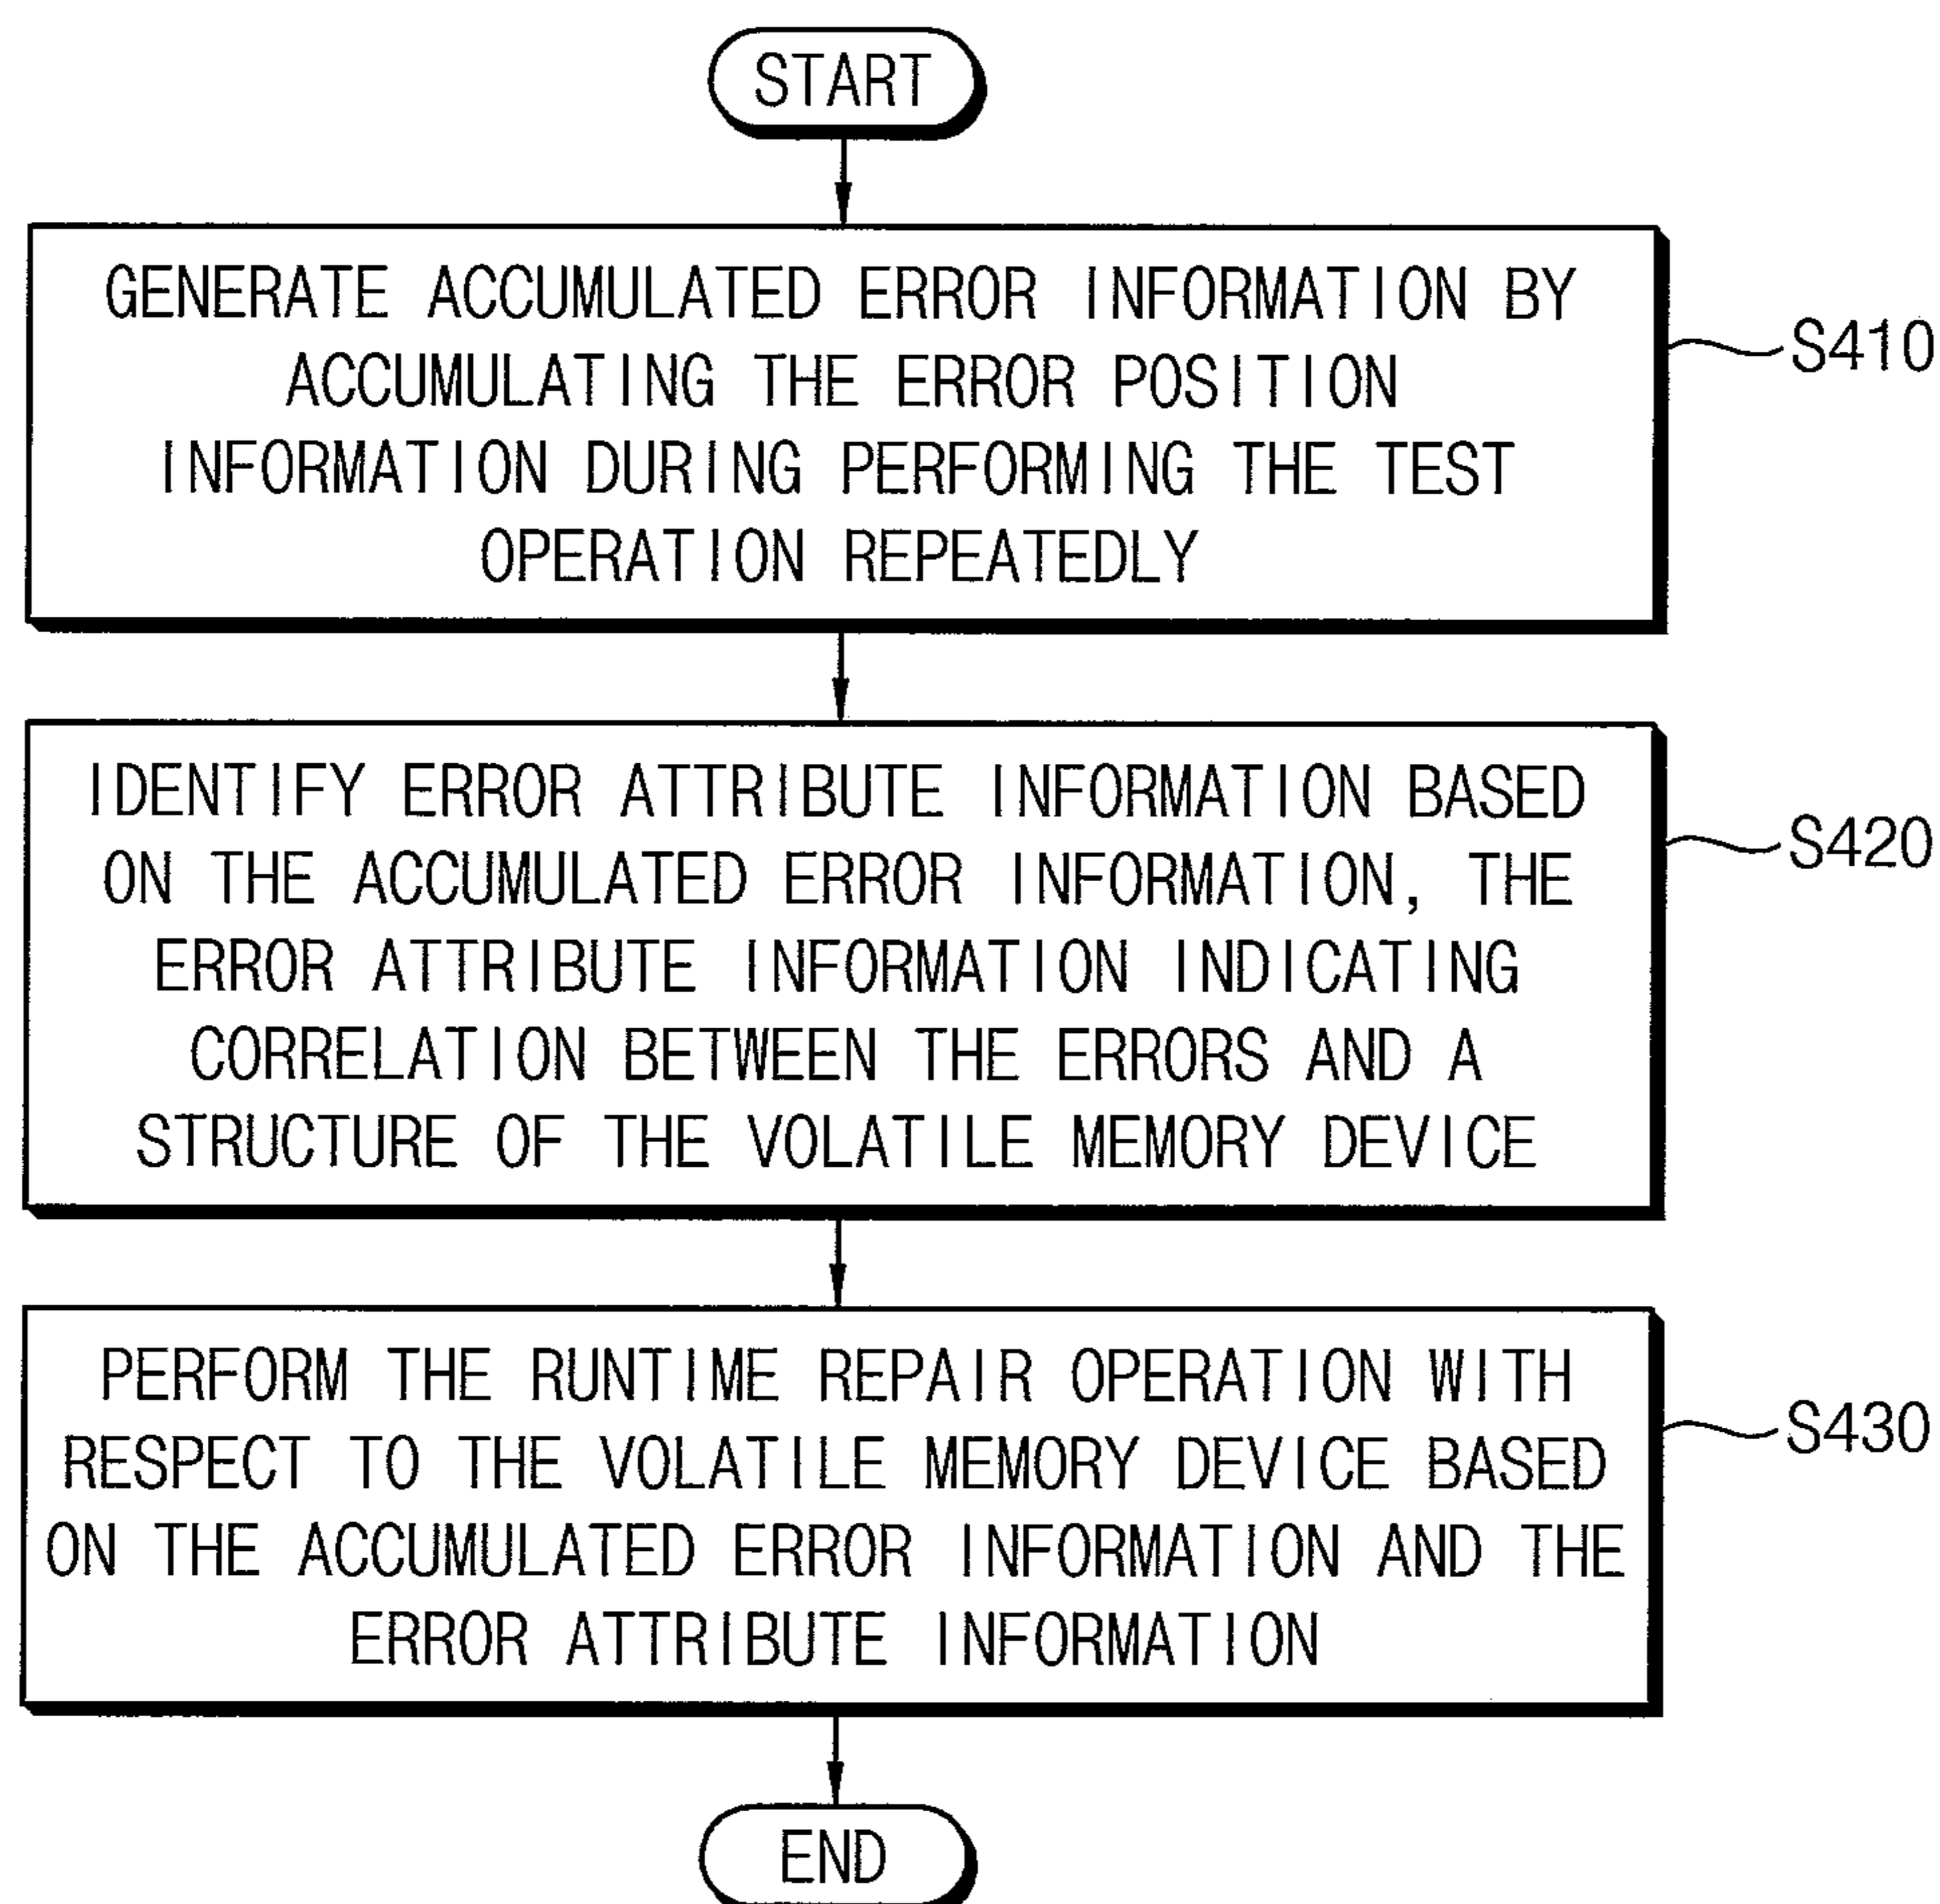 START
GENERATE ACCUMULATED ERROR INFORMATION BY
ACCUMULATING THE ERROR POSITION
INFORMATION DURING PERFORMING THE TEST
OPERATION REPEATEDLY
S410
IDENTIFY ERROR ATTRIBUTE INFORMATION BASED
ON THE ACCUMULATED ERROR INFORMATION, THE
ERROR ATTRIBUTE INFORMATION INDICATING
CORRELATION BETWEEN THE ERRORS AND A
STRUCTURE OF THE VOLATILE MEMORY DEVICE
S420
PERFORM THE RUNTIME REPAIR OPERATION WITH
RESPECT TO THE VOLATILE MEMORY DEVICE BASED
ON THE ACCUMULATED ERROR INFORMATION AND THE
ERROR ATTRIBUTE INFORMATION
S430
END